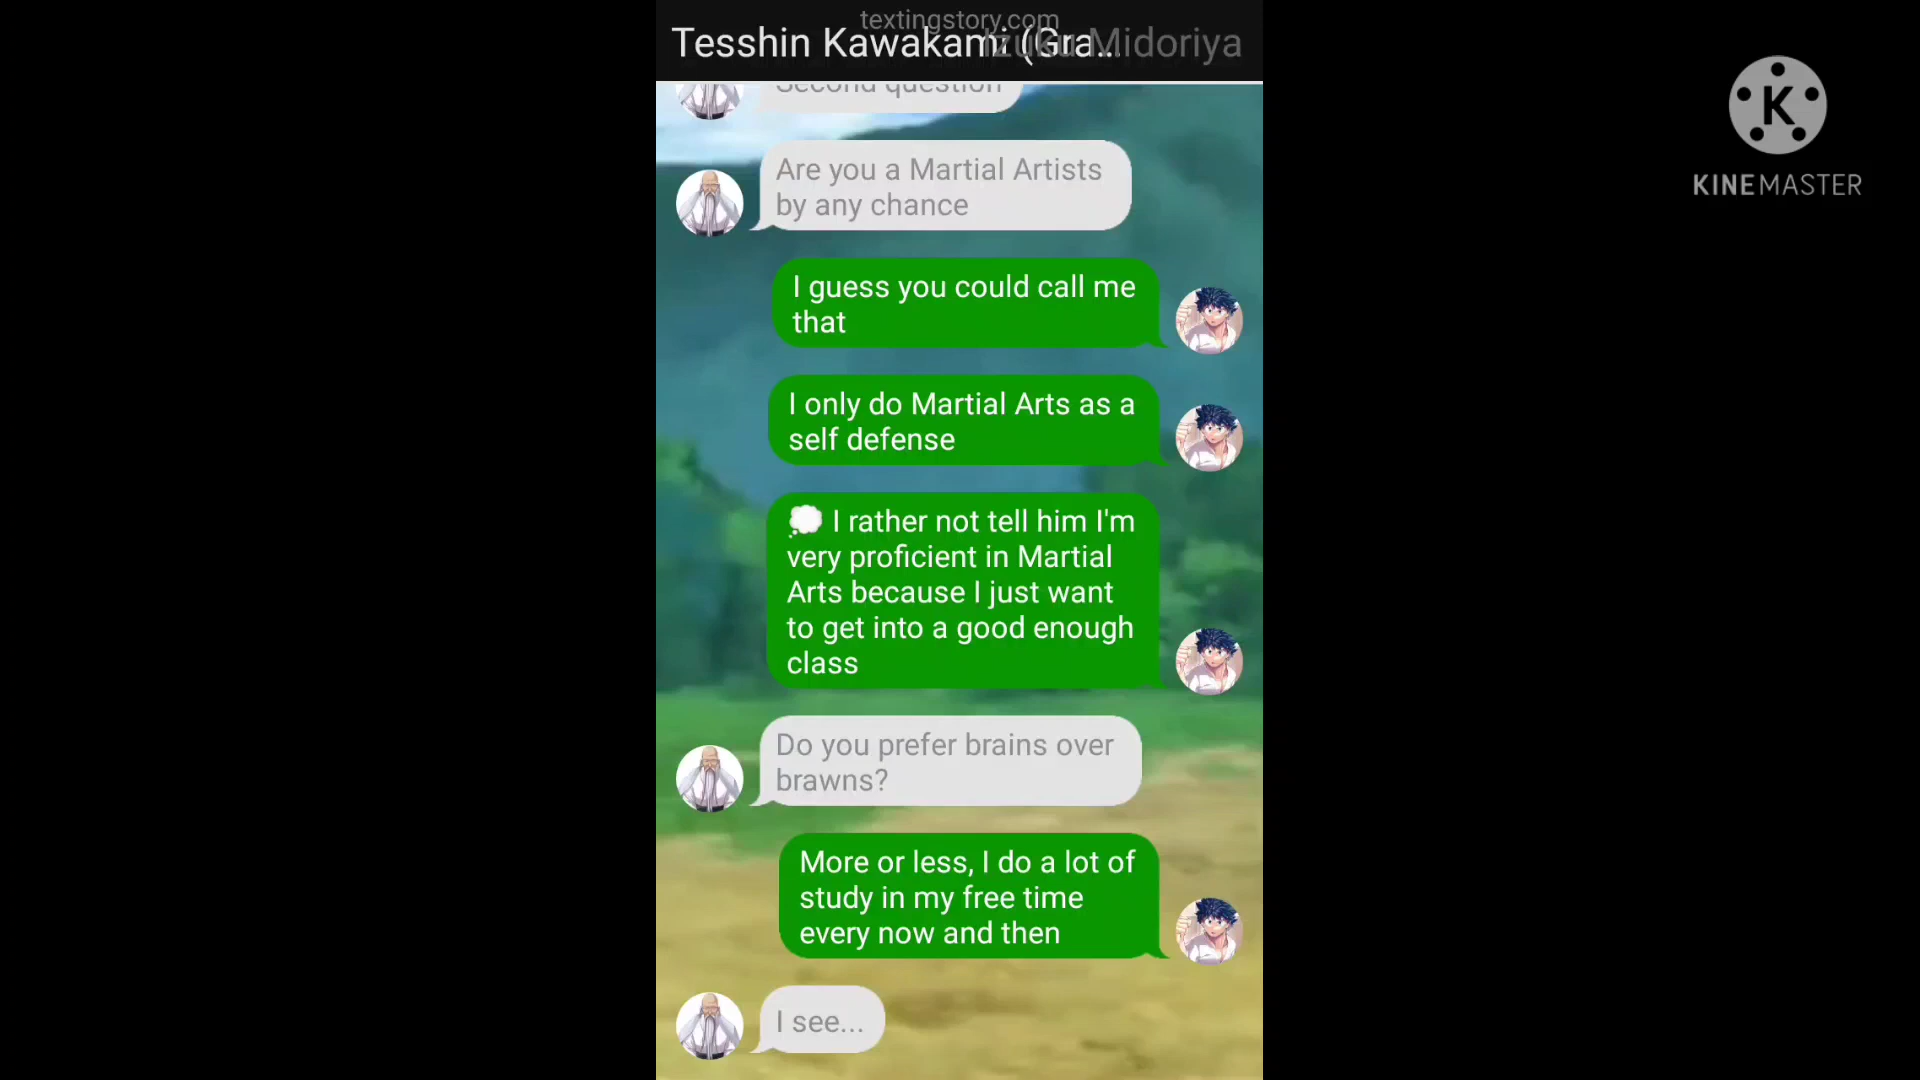 textingstory.com
Tesshin Kawakami (Gra...
Izuku Midoriya
Second question
Are you a Martial Artists
by any chance
I guess you could call me
that
I only do Martial Arts as a
self defense
💭 I rather not tell him I'm
very proficient in Martial
Arts because I just want
to get into a good enough
class
Do you prefer brains over
brawns?
More or less, I do a lot of
study in my free time
every now and then
I see...
K
KINEMASTER